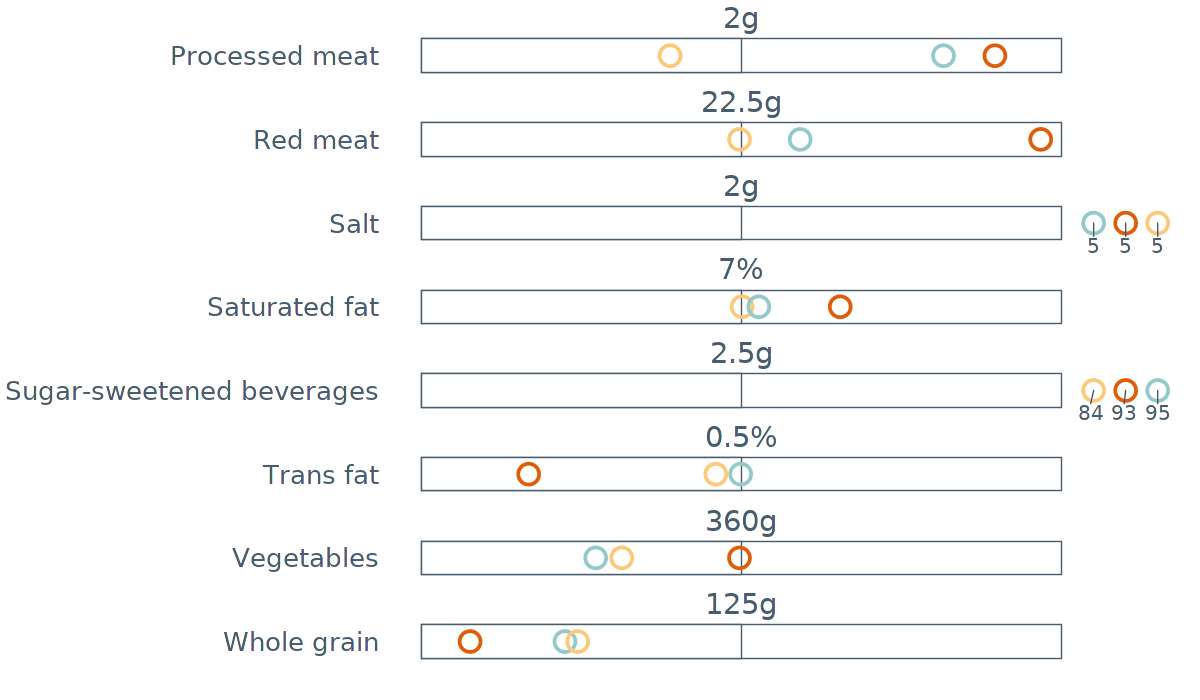 2g
Processed meat
22.5g
Red meat
2g
Salt
5 5 5
7%
Saturated fat
2.5g
Sugar-sweetened beverages
84 93 95
0.5%
Trans fat
360g
Vegetables
125g
Whole grain